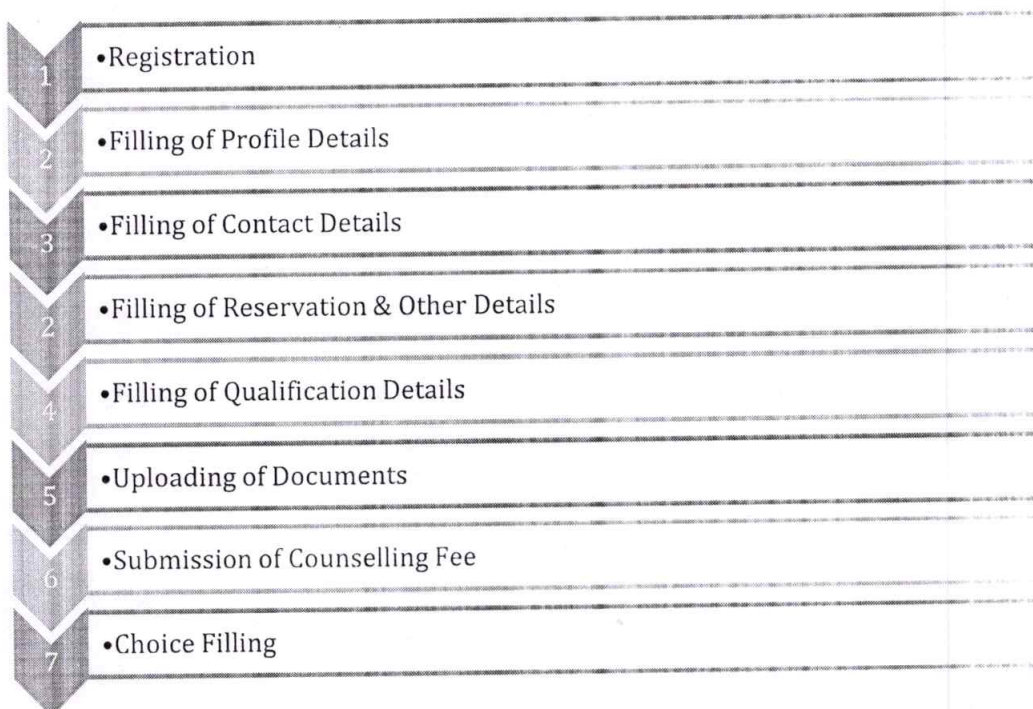 1 •Registration
2 •Filling of Profile Details
3 •Filling of Contact Details
2 •Filling of Reservation & Other Details
4 •Filling of Qualification Details
5 •Uploading of Documents
6 •Submission of Counselling Fee
7 •Choice Filling